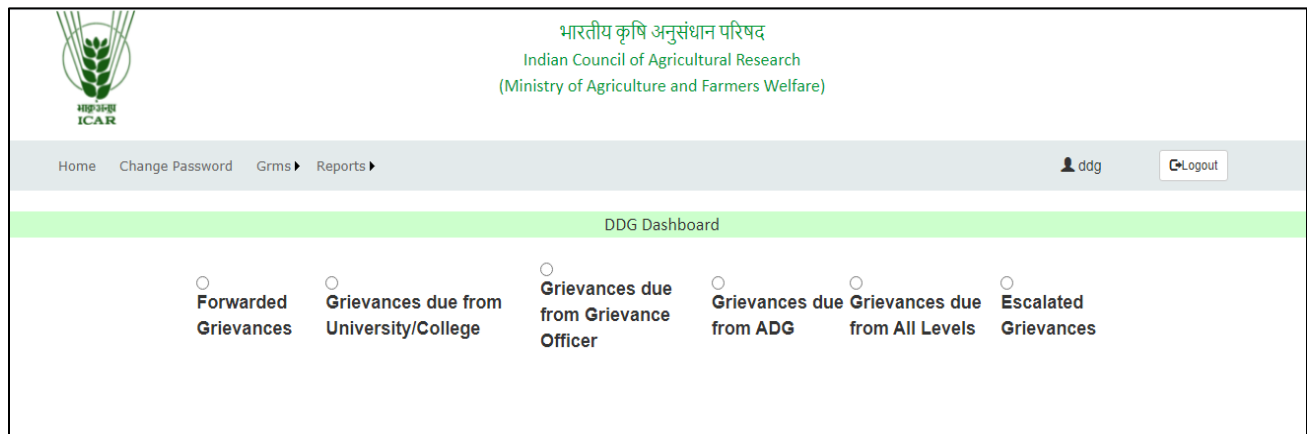 भाकृअनुप
ICAR
भारतीय कृषि अनुसंधान परिषद
Indian Council of Agricultural Research
(Ministry of Agriculture and Farmers Welfare)
Home Change Password Grms Reports ddg Logout
DDG Dashboard
Forwarded Grievances
Grievances due from University/College
Grievances due from Grievance Officer
Grievances due from ADG
Grievances due from All Levels
Escalated Grievances